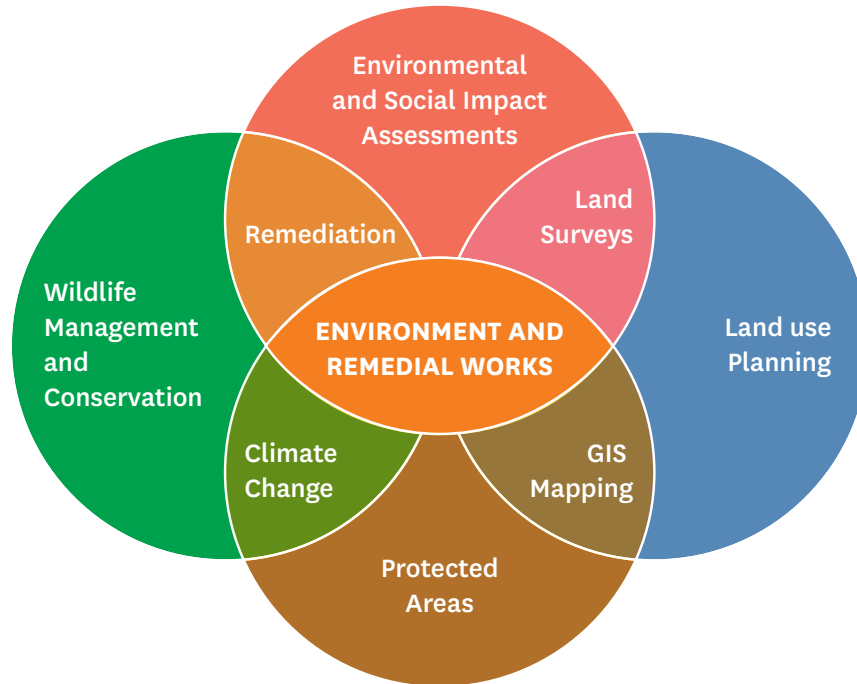 Environmental
and Social Impact
Assessments
Remediation
Land
Surveys
Wildlife
Management
and
Conservation
ENVIRONMENT AND
REMEDIAL WORKS
Land use
Planning
Climate
Change
GIS
Mapping
Protected
Areas